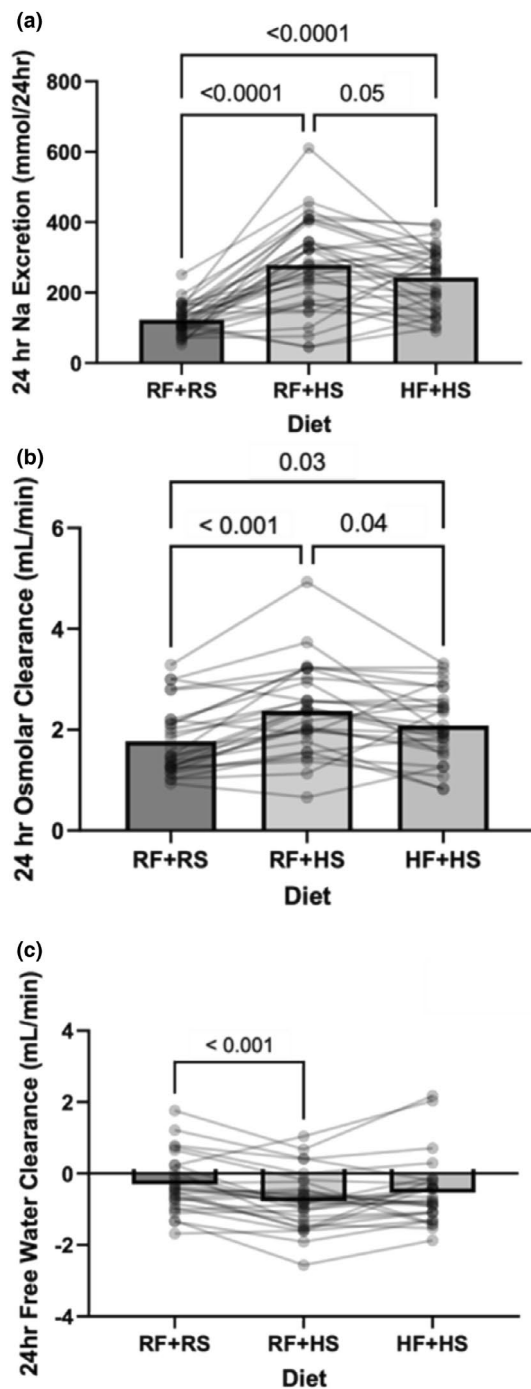 (a)
<0.0001
<0.0001 0.05
24 hr Na Excretion (mmol/24hr)
800
600
400
200
0
RF+RS RF+HS HF+HS
Diet
(b)
0.03
< 0.001 0.04
24 hr Osmolar Clearance (mL/min)
6
4
2
0
RF+RS RF+HS HF+HS
Diet
(c)
< 0.001
24hr Free Water Clearance (mL/min)
4
2
0
-2
-4
RF+RS RF+HS HF+HS
Diet